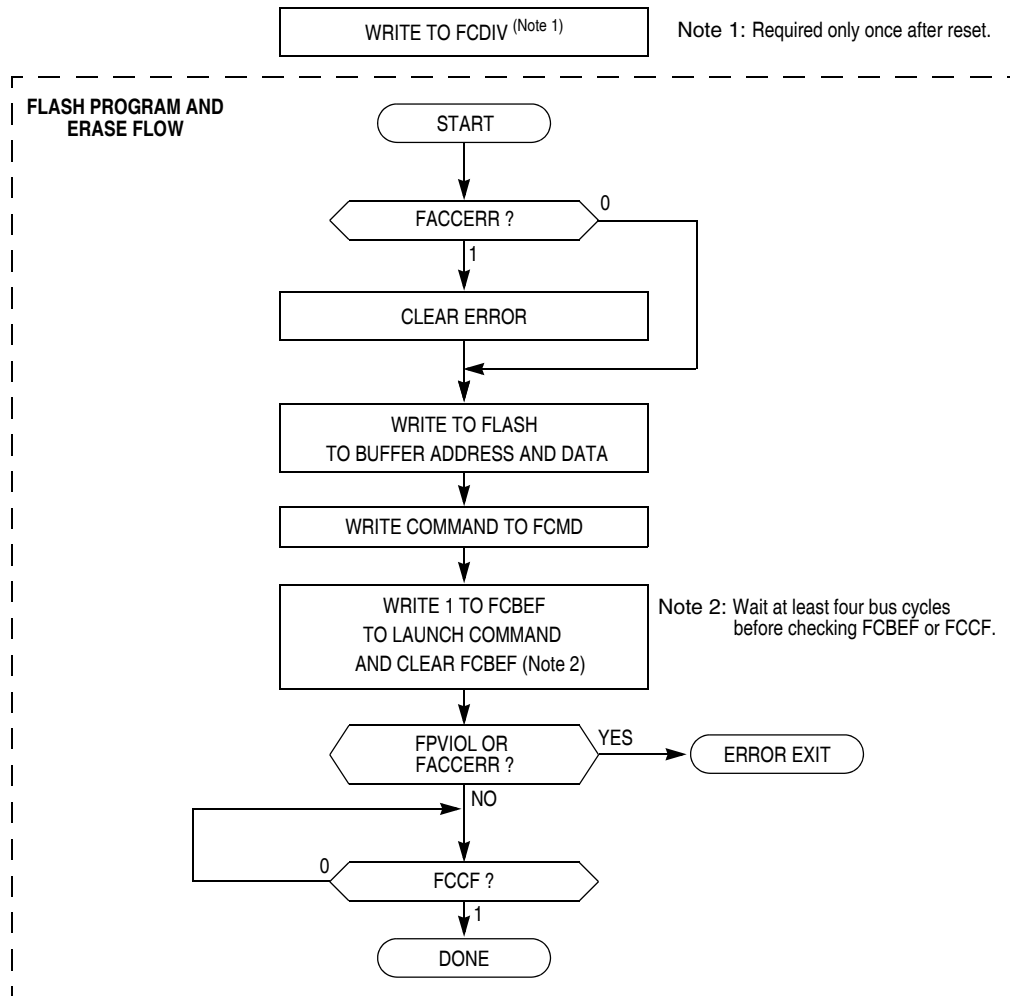 WRITE TO FCDIV (Note 1)
Note 1: Required only once after reset.
FLASH PROGRAM AND
ERASE FLOW
START
FACCERR ?
0
1
CLEAR ERROR
WRITE TO FLASH
TO BUFFER ADDRESS AND DATA
WRITE COMMAND TO FCMD
WRITE 1 TO FCBEF
TO LAUNCH COMMAND
AND CLEAR FCBEF (Note 2)
Note 2: Wait at least four bus cycles
before checking FCBEF or FCCF.
FPVIOL OR
FACCERR ?
YES
ERROR EXIT
NO
0
FCCF ?
1
DONE